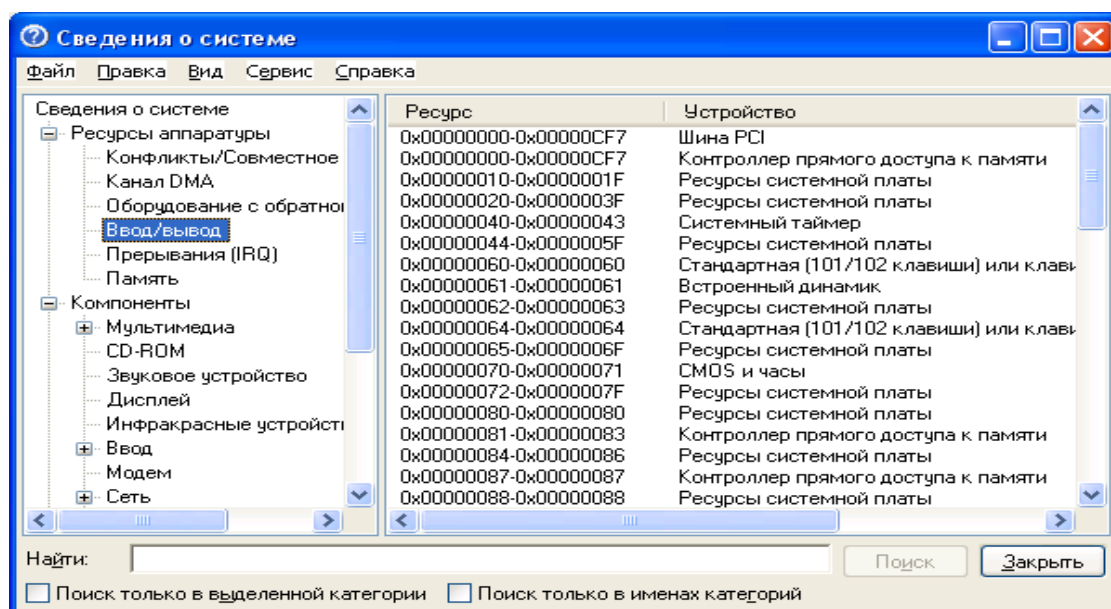 Сведения о системе
Файл Правка Вид Сервис Справка
Сведения о системе
Ресурсы аппаратуры
Конфликты/Совместное
Канал DMA
Оборудование с обратно
Ввод/вывод
Прерывания (IRQ)
Память
Компоненты
Мультимедиа
CD-ROM
Звуковое устройство
Дисплей
Инфракрасные устройст
Ввод
Модем
Сеть
Ресурс Устройство
0x00000000-0x00000CF7 Шина PCI
0x00000000-0x00000CF7 Контроллер прямого доступа к памяти
0x00000010-0x0000001F Ресурсы системной платы
0x00000020-0x0000003F Ресурсы системной платы
0x00000040-0x00000043 Системный таймер
0x00000044-0x0000005F Ресурсы системной платы
0x00000060-0x00000060 Стандартная (101/102 клавиши) или клави
0x00000061-0x00000061 Встроенный динамик
0x00000062-0x00000063 Ресурсы системной платы
0x00000064-0x00000064 Стандартная (101/102 клавиши) или клави
0x00000065-0x0000006F Ресурсы системной платы
0x00000070-0x00000071 CMOS и часы
0x00000072-0x0000007F Ресурсы системной платы
0x00000080-0x00000080 Ресурсы системной платы
0x00000081-0x00000083 Контроллер прямого доступа к памяти
0x00000084-0x00000086 Ресурсы системной платы
0x00000087-0x00000087 Контроллер прямого доступа к памяти
0x00000088-0x00000088 Ресурсы системной платы
Найти: Поиск Закрыть
Поиск только в выделенной категории Поиск только в именах категорий